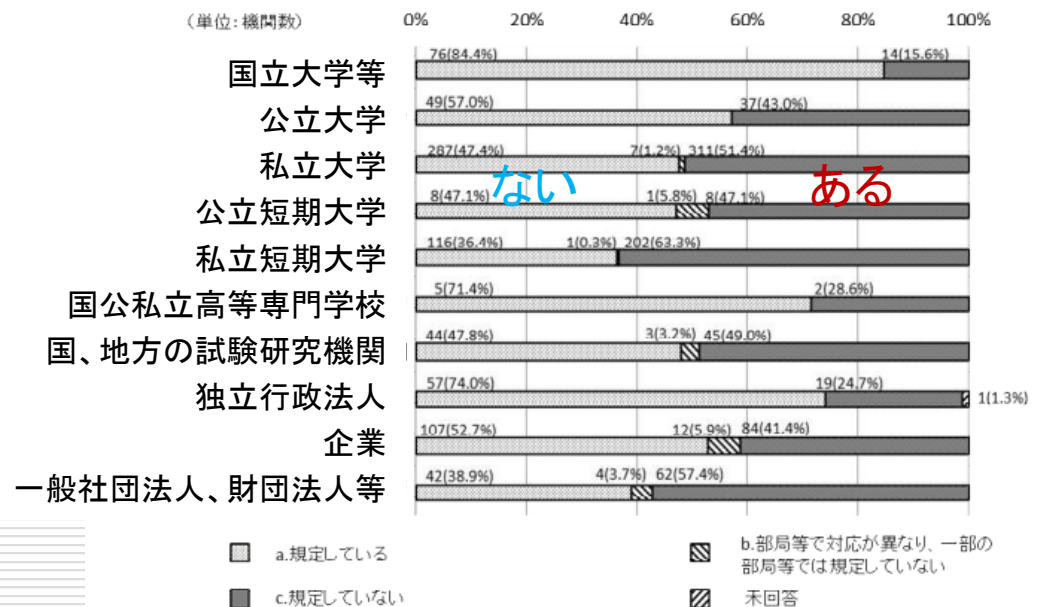 （単位：機関数） 0% 20% 40% 60% 80% 100%
国立大学等 76(84.4%) 14(15.6%)
公立大学 49(57.0%) 37(43.0%)
私立大学 287(47.4%) 7(1.2%) 311(51.4%)
ない ある
公立短期大学 8(47.1%) 1(5.8%) 8(47.1%)
私立短期大学 116(36.4%) 1(0.3%) 202(63.3%)
国公私立高等専門学校 5(71.4%) 2(28.6%)
国、地方の試験研究機関 44(47.8%) 3(3.2%) 45(49.0%)
独立行政法人 57(74.0%) 19(24.7%) 1(1.3%)
企業 107(52.7%) 12(5.9%) 84(41.4%)
一般社団法人、財団法人等 42(38.9%) 4(3.7%) 62(57.4%)
a.規定している
b.部局等で対応が異なり、一部の
部局等では規定していない
c.規定していない
未回答